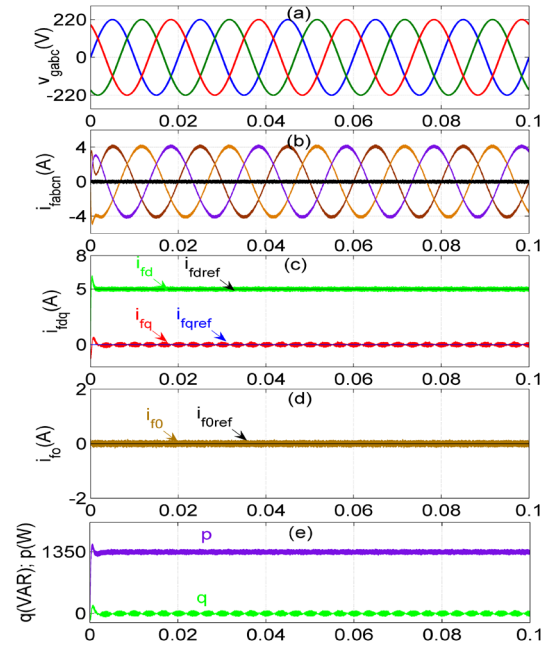 (a)
v_gabc(V)
220
0
-220
0 0.02 0.04 0.06 0.08 0.1
(b)
i_fabcn(A)
4
0
-4
0 0.02 0.04 0.06 0.08 0.1
(c)
i_fdq(A)
8
5
0
i_fd i_fdref
i_fq i_fqref
0 0.02 0.04 0.06 0.08 0.1
(d)
i_fo(A)
2
0
-2
i_f0 i_f0ref
0 0.02 0.04 0.06 0.08 0.1
(e)
q(VAR); p(W)
1350
0
p
q
0 0.02 0.04 0.06 0.08 0.1